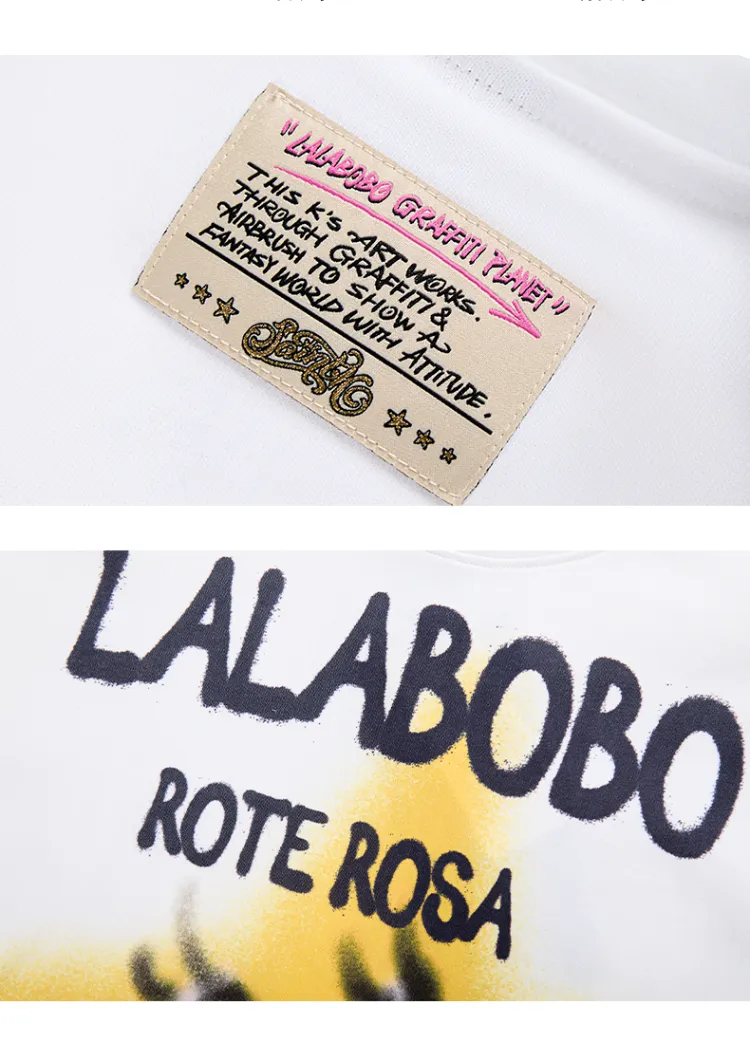 "LALABOBO GRAFFITI PLANET"
THIS K'S ART WORKS.
THROUGH GRAFFITI &
AIRBRUSH TO SHOW A
FANTASY WORLD WITH ATTITUDE.
LALABOBO
ROTE ROSA